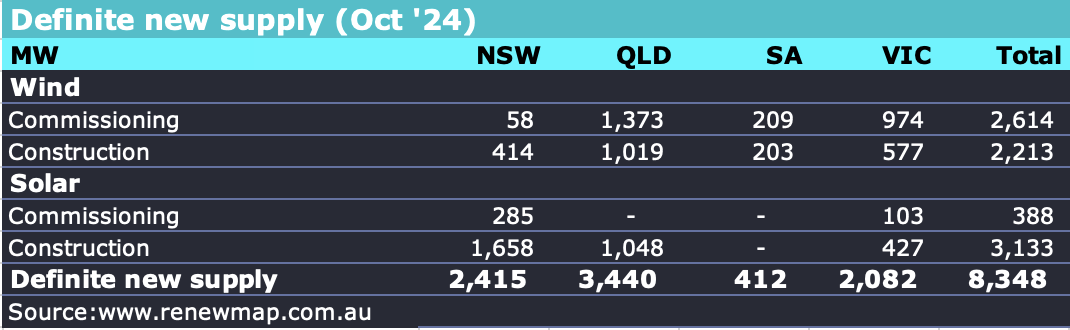 Definite new supply (Oct '24)
MW NSW QLD SA VIC Total
Wind
Commissioning 58 1,373 209 974 2,614
Construction 414 1,019 203 577 2,213
Solar
Commissioning 285 - - 103 388
Construction 1,658 1,048 - 427 3,133
Definite new supply 2,415 3,440 412 2,082 8,348
Source:www.renewmap.com.au